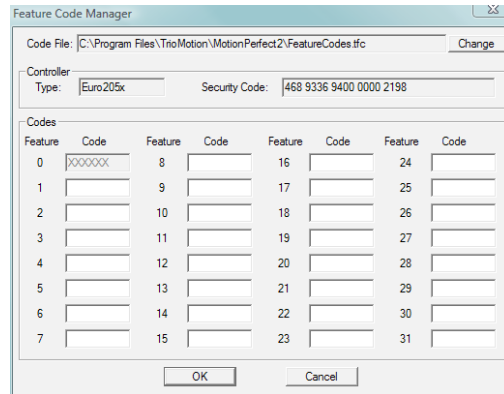 Feature Code Manager
Code File: C:\Program Files\TrioMotion\MotionPerfect2\FeatureCodes.tfc Change
Controller
Type: Euro205x Security Code: 468 9336 9400 0000 2198
Codes
Feature Code Feature Code Feature Code Feature Code
0 XXXXXX 8 16 24
1 9 17 25
2 10 18 26
3 11 19 27
4 12 20 28
5 13 21 29
6 14 22 30
7 15 23 31
OK Cancel